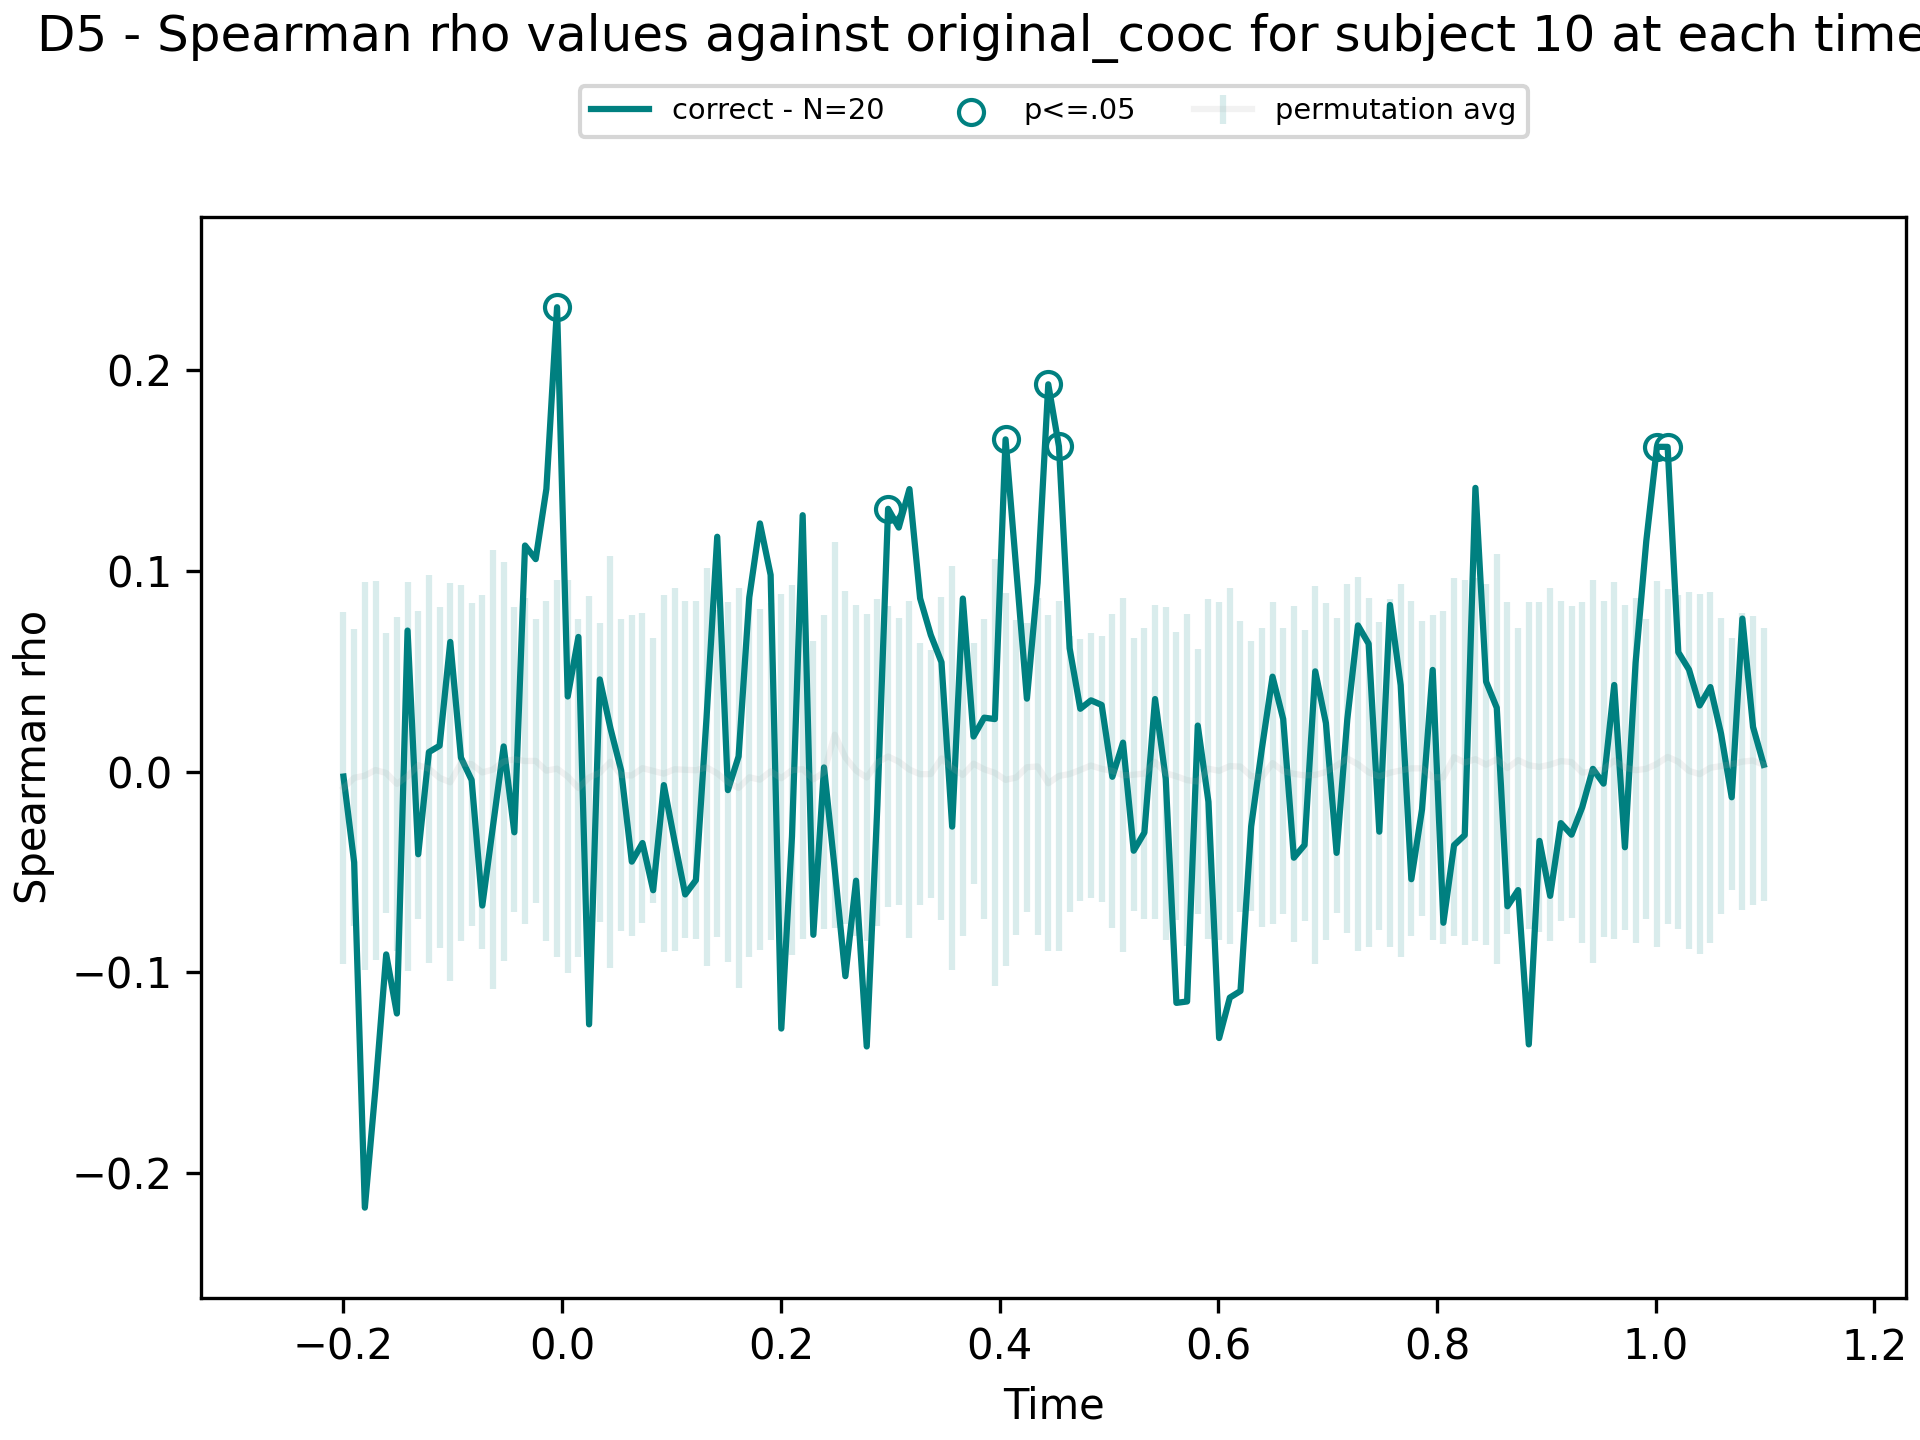 D5 - Spearman rho values against original_cooc for subject 10 at each time
correct - N=20
p<=.05
permutation avg
Spearman rho
0.2
0.1
0.0
−0.1
−0.2
−0.2
0.0
0.2
0.4
0.6
0.8
1.0
1.2
Time